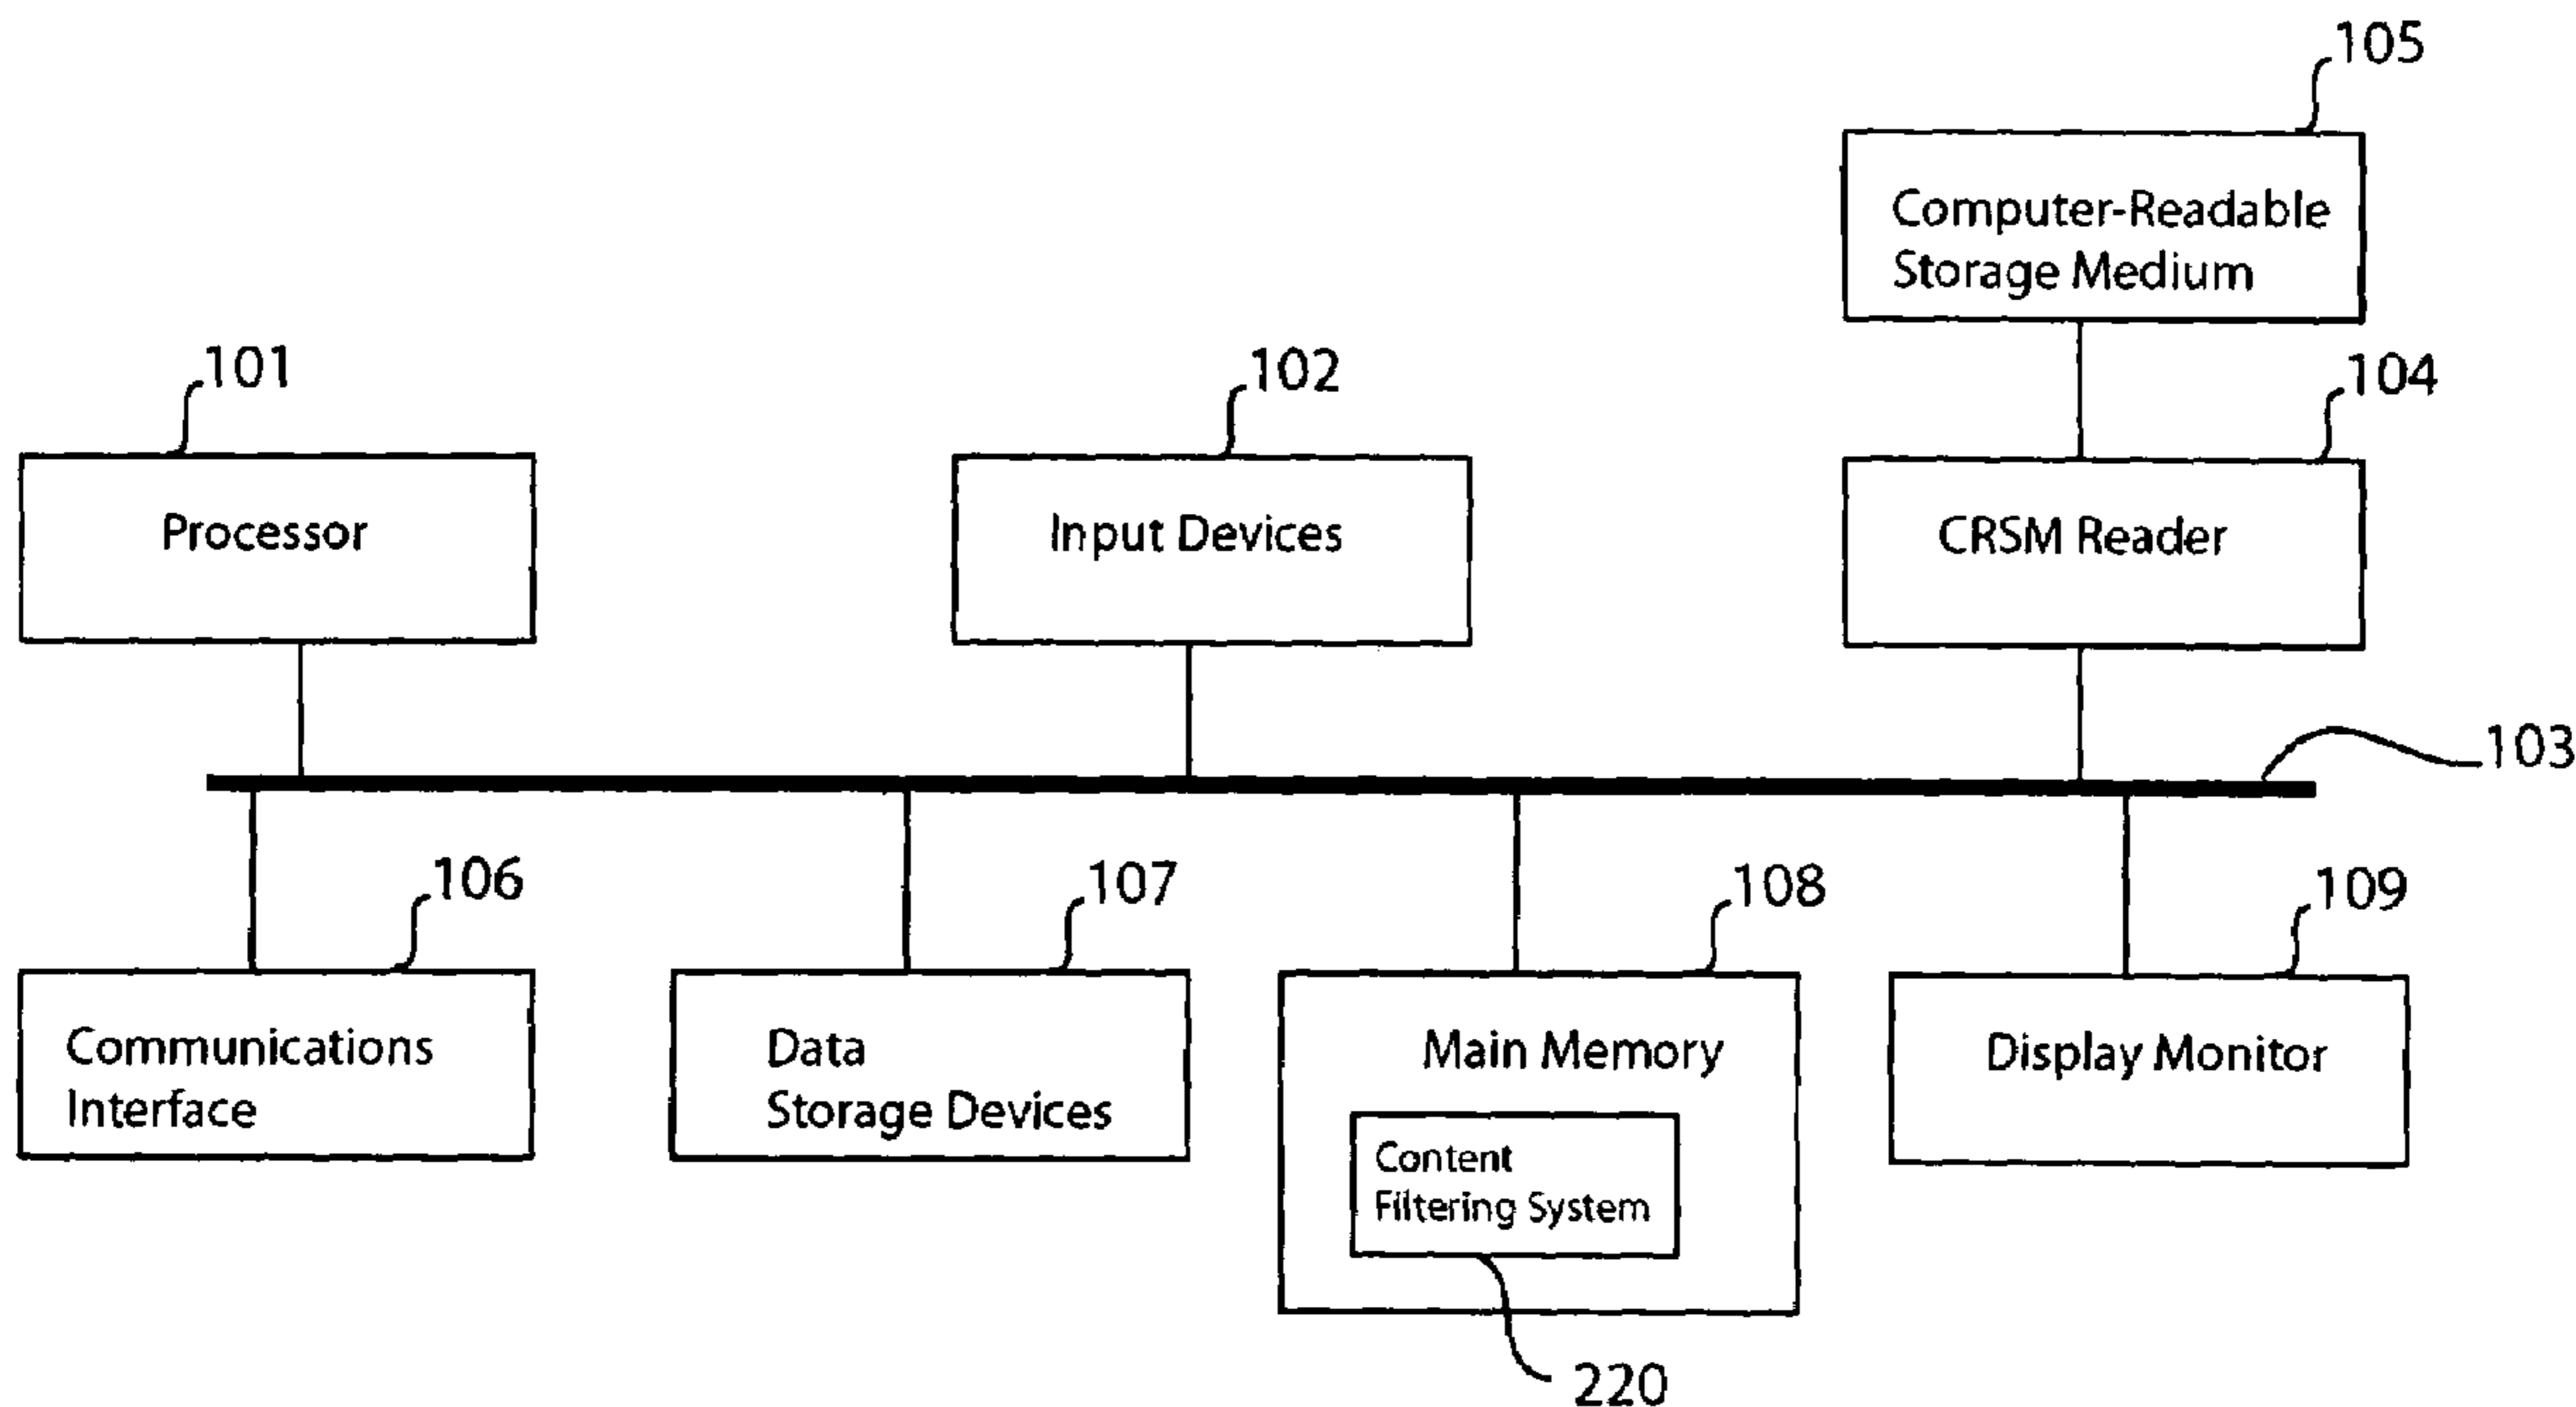 105
Computer-Readable
Storage Medium
101
102
104
Processor
Input Devices
CRSM Reader
103
106
107
108
109
Communications
Interface
Data
Storage Devices
Main Memory
Content
Filtering System
Display Monitor
220